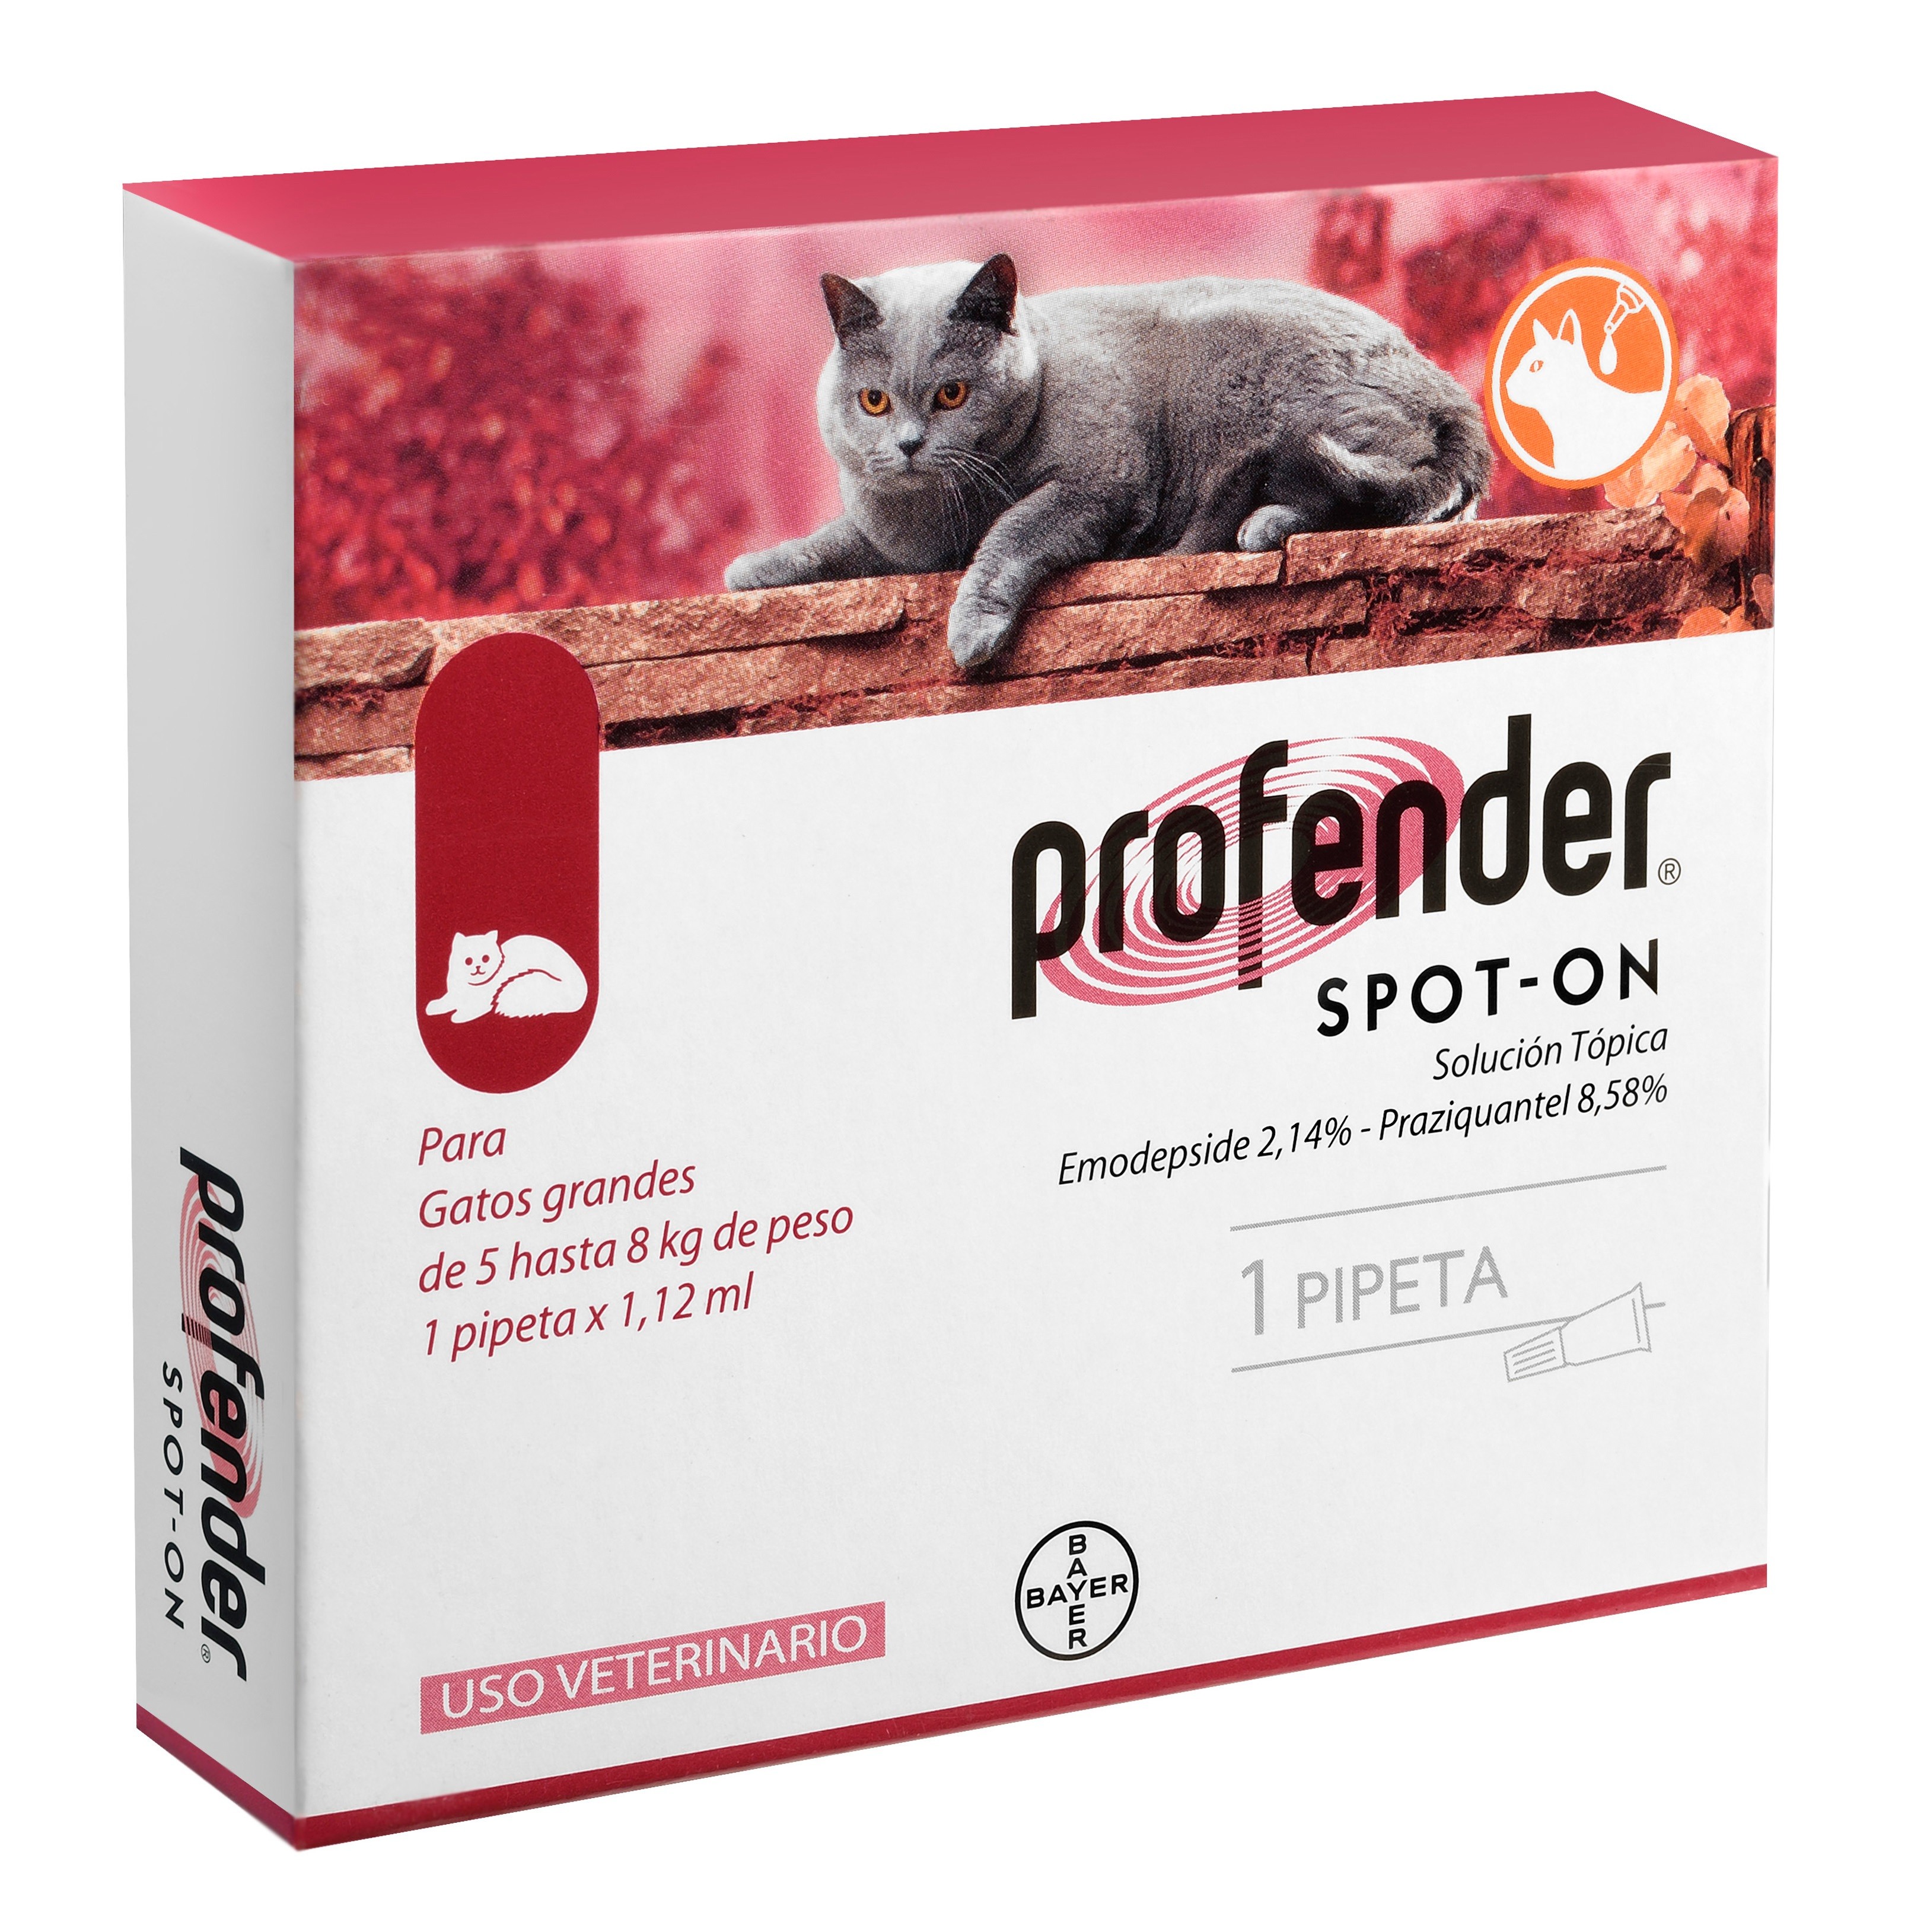 profender®
SPOT-ON
Solución Tópica
Emodepside 2,14% - Praziquantel 8,58%
1 PIPETA
Para
Gatos grandes
de 5 hasta 8 kg de peso
1 pipeta x 1,12 ml
USO VETERINARIO
BAYER
BAYER
profender®
SPOT-ON